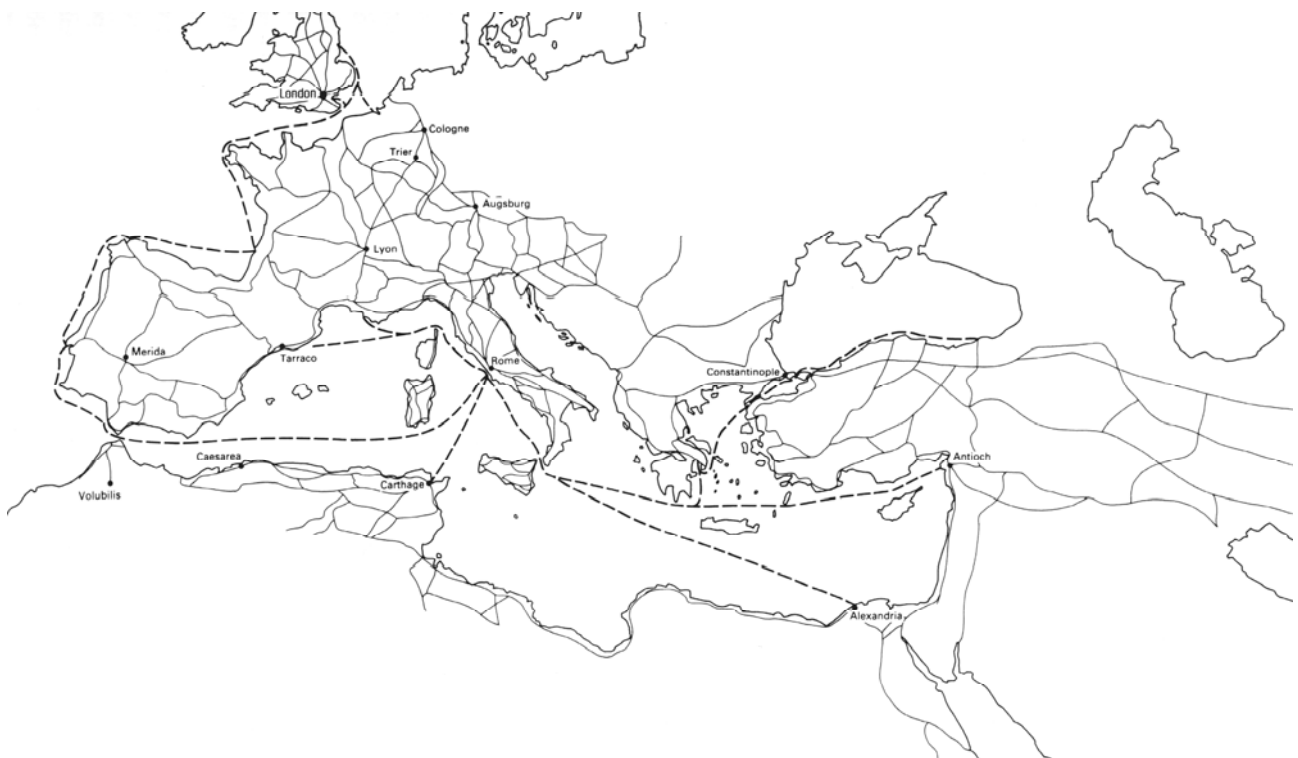 London
Cologne
Trier
Augsburg
Lyon
Merida
Tarraco
Rome
Constantinople
Caesarea
Carthage
Antioch
Volubilis
Alexandria